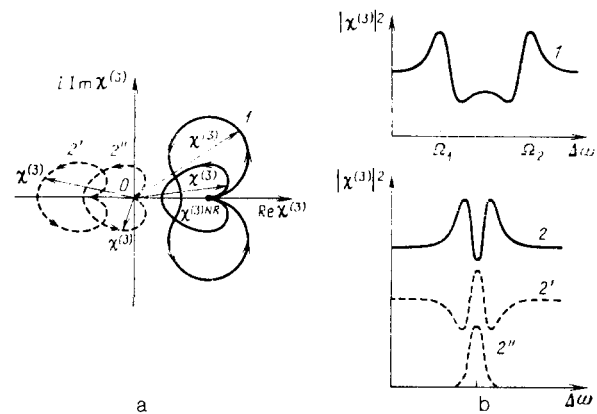 i Im χ⁽³⁾
1
χ⁽³⁾
2'
2"
χ⁽³⁾
0
χ⁽³⁾
χ⁽³⁾NR
Re χ⁽³⁾
χ⁽³⁾
a
|χ⁽³⁾|²
1
Ω₁
Ω₂
Δω
|χ⁽³⁾|²
2
2'
2"
Δω
b